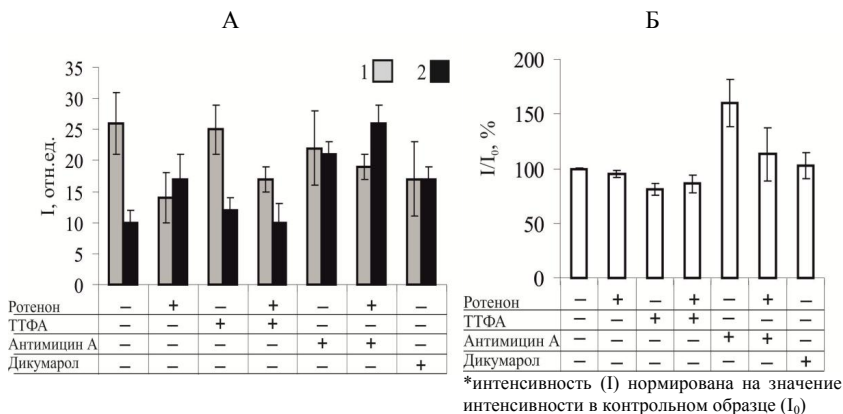 А
Б
I, отн.ед.
35
30
25
20
15
10
5
0
1 2
Ротенон – + – + – + –
ТТФА – – + + – – –
Антимицин А – – – – + + –
Дикумарол – – – – – – +
I/I₀, %
200
150
100
50
0
Ротенон – + – + – + –
ТТФА – – + + – – –
Антимицин А – – – – + + –
Дикумарол – – – – – – +
*интенсивность (I) нормирована на значение
интенсивности в контрольном образце (I₀)